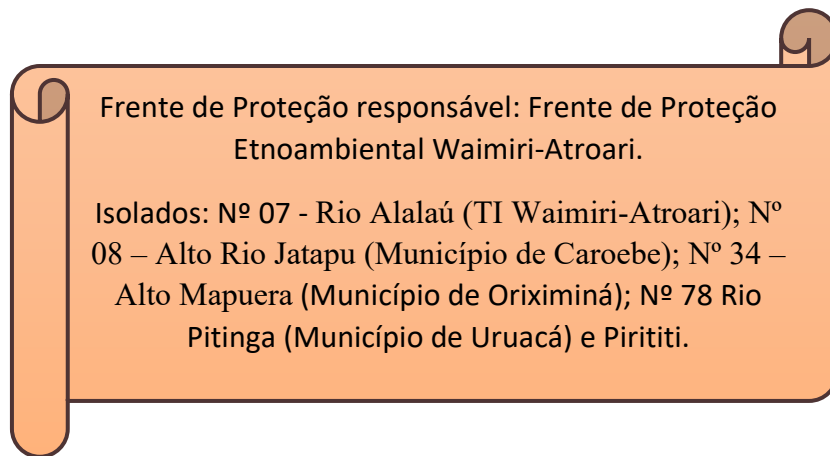 Frente de Proteção responsável: Frente de Proteção
Etnoambiental Waimiri-Atroari.
Isolados: Nº 07 - Rio Alalaú (TI Waimiri-Atroari); Nº
08 – Alto Rio Jatapu (Município de Caroebe); Nº 34 –
Alto Mapuera (Município de Oriximiná); Nº 78 Rio
Pitinga (Município de Uruacá) e Pirititi.